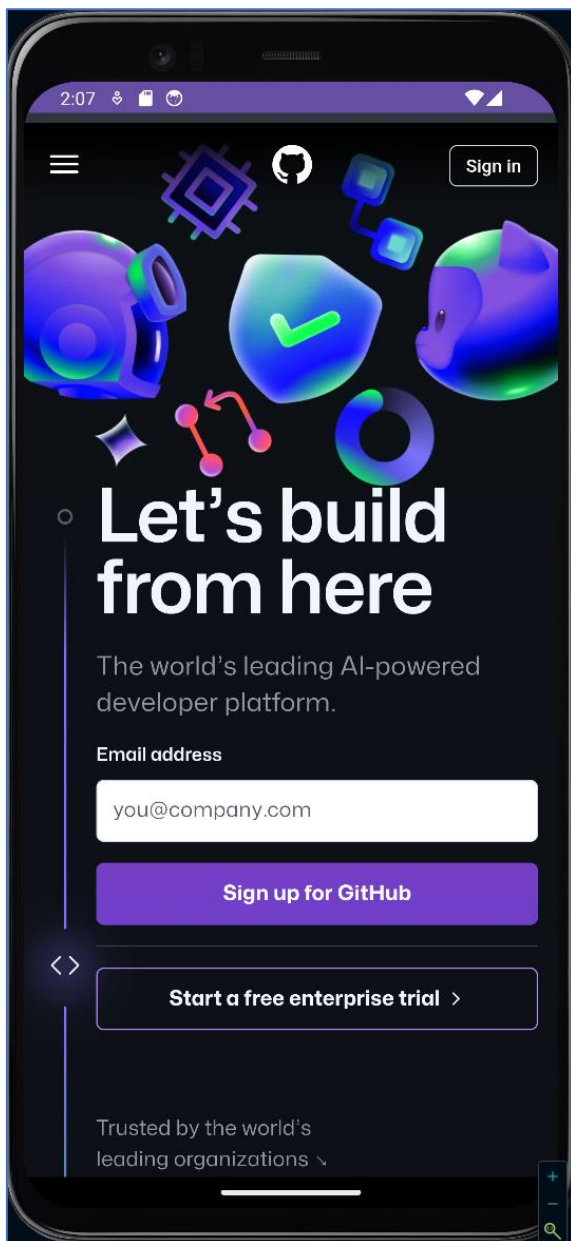 2:07
Sign in
Let’s build
from here
The world’s leading AI-powered
developer platform.
Email address
you@company.com
Sign up for GitHub
Start a free enterprise trial >
Trusted by the world’s
leading organizations ↘